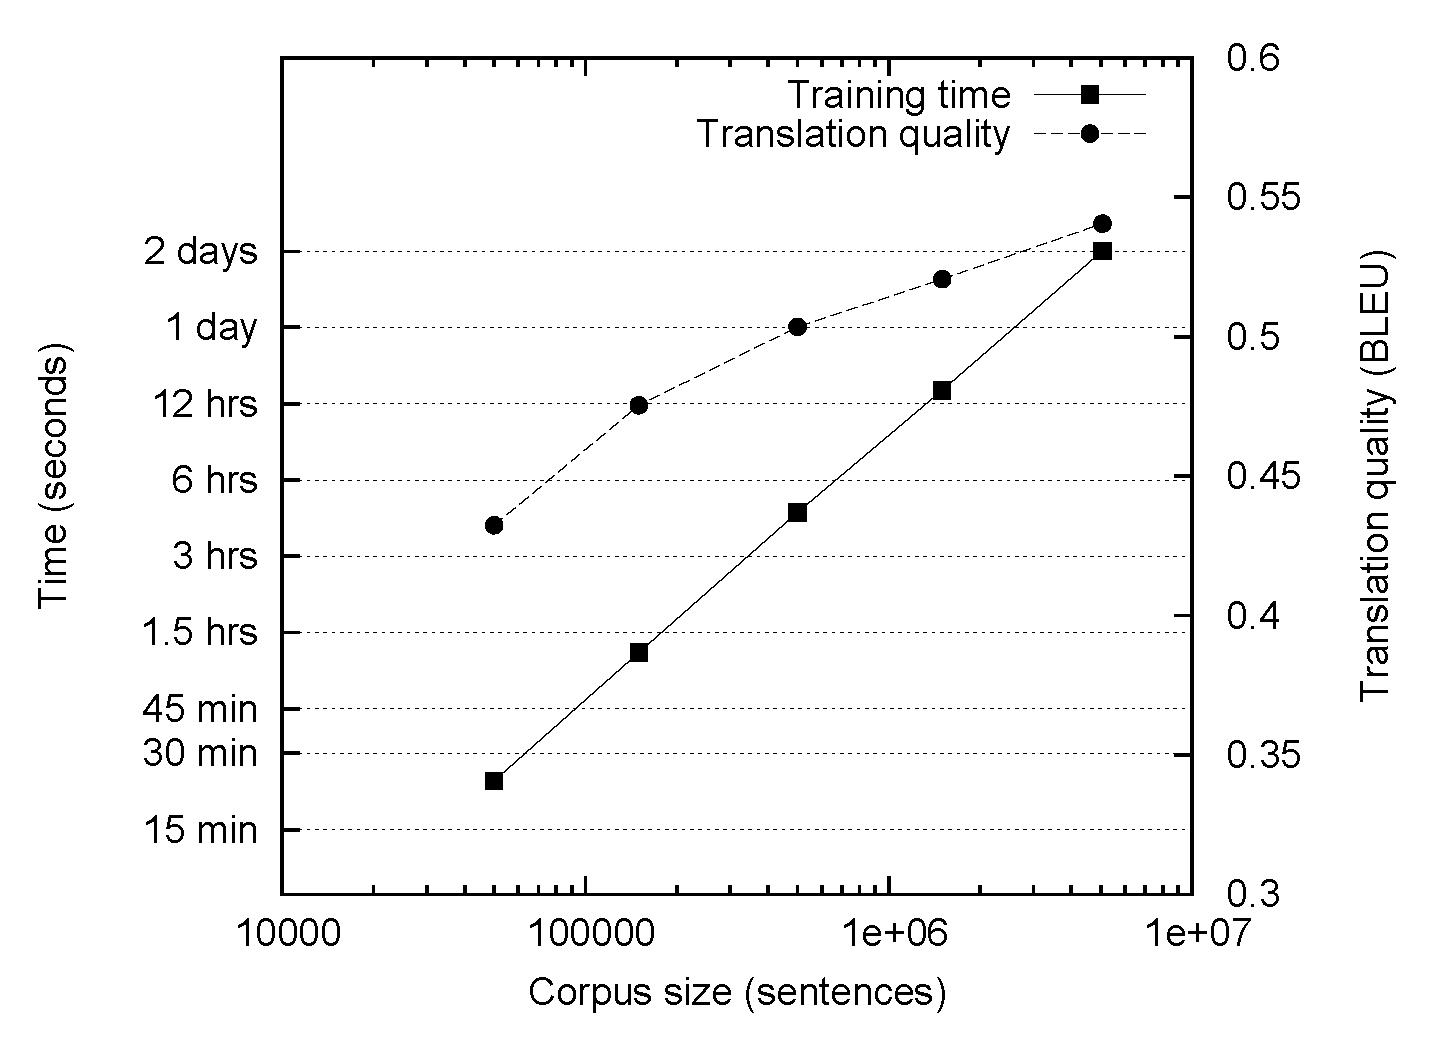 Training time
Translation quality
Time (seconds)
2 days
1 day
12 hrs
6 hrs
3 hrs
1.5 hrs
45 min
30 min
15 min
0.6
0.55
0.5
0.45
0.4
0.35
0.3
Translation quality (BLEU)
10000 100000 1e+06 1e+07
Corpus size (sentences)